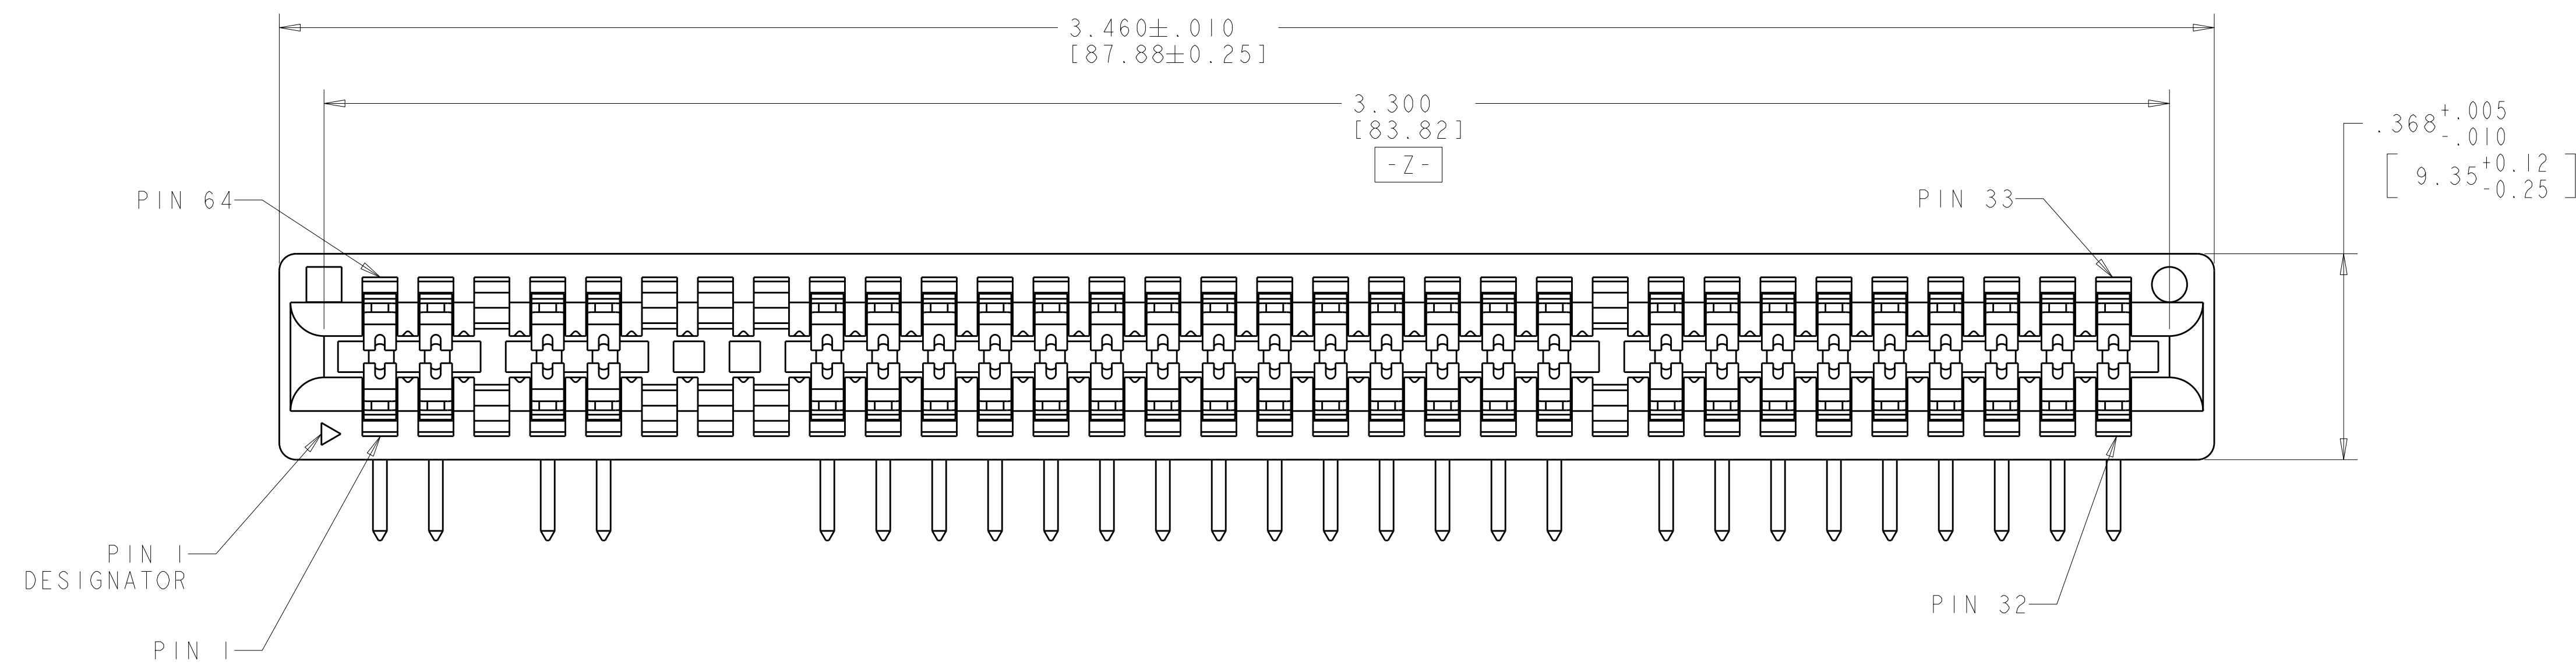 3.460±.010
[87.88±0.25]
3.300
[83.82]
-Z-
.368 +.005
-.010
[9.35 +0.12
-0.25]
PIN 64
PIN 33
PIN 1
DESIGNATOR
PIN 32
PIN 1